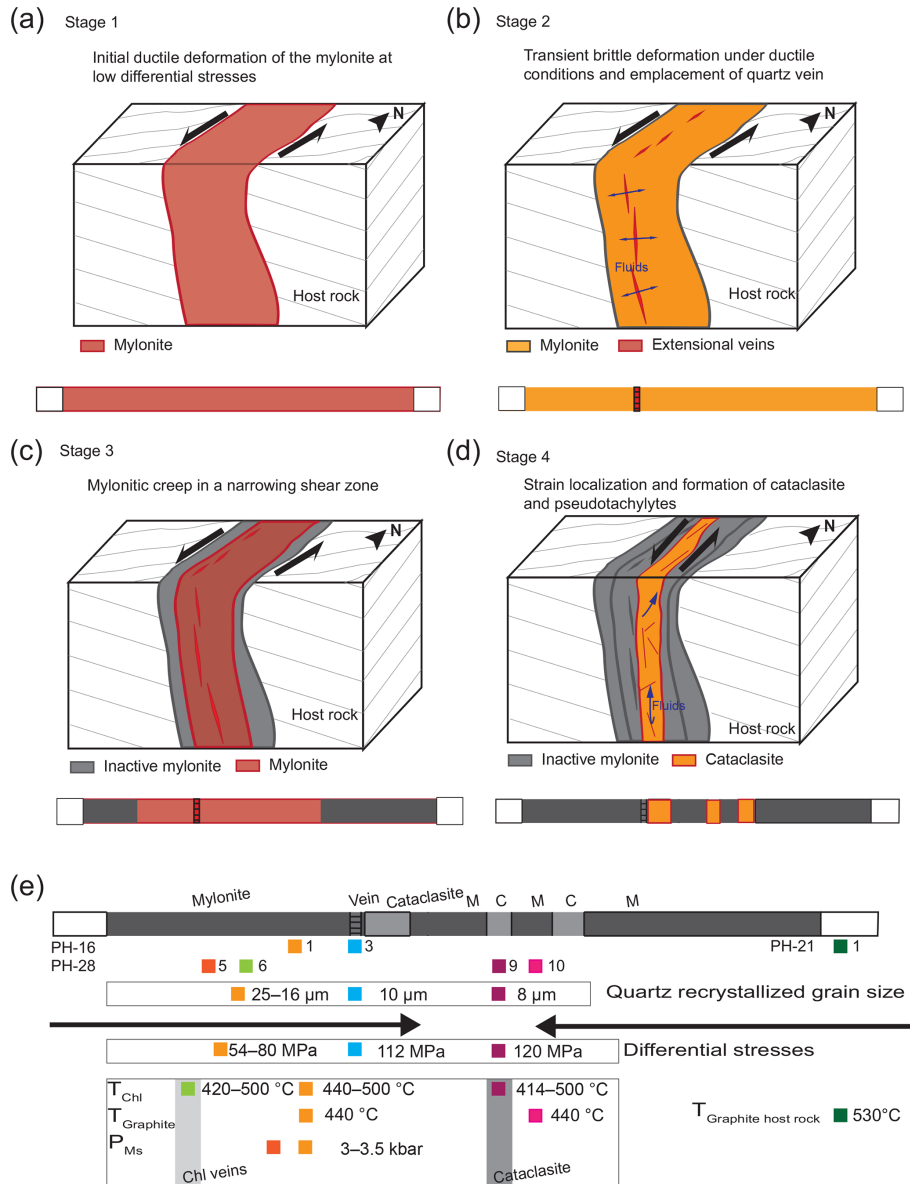 (a) Stage 1
Initial ductile deformation of the mylonite at
low differential stresses
N
Host rock
Mylonite
(b) Stage 2
Transient brittle deformation under ductile
conditions and emplacement of quartz vein
N
Fluids
Host rock
Mylonite Extensional veins
(c) Stage 3
Mylonitic creep in a narrowing shear zone
N
Host rock
Inactive mylonite Mylonite
(d) Stage 4
Strain localization and formation of cataclasite
and pseudotachylytes
N
Fluids
Host rock
Inactive mylonite Cataclasite
(e)
Mylonite Vein Cataclasite M C M C M
PH-16 1 3 PH-21 1
PH-28 5 6 9 10
25–16 µm 10 µm 8 µm Quartz recrystallized grain size
54–80 MPa 112 MPa 120 MPa Differential stresses
TChl 420–500 °C 440–500 °C 414–500 °C
TGraphite 440 °C 440 °C TGraphite host rock 530°C
PMs 3–3.5 kbar
Chl veins Cataclasite